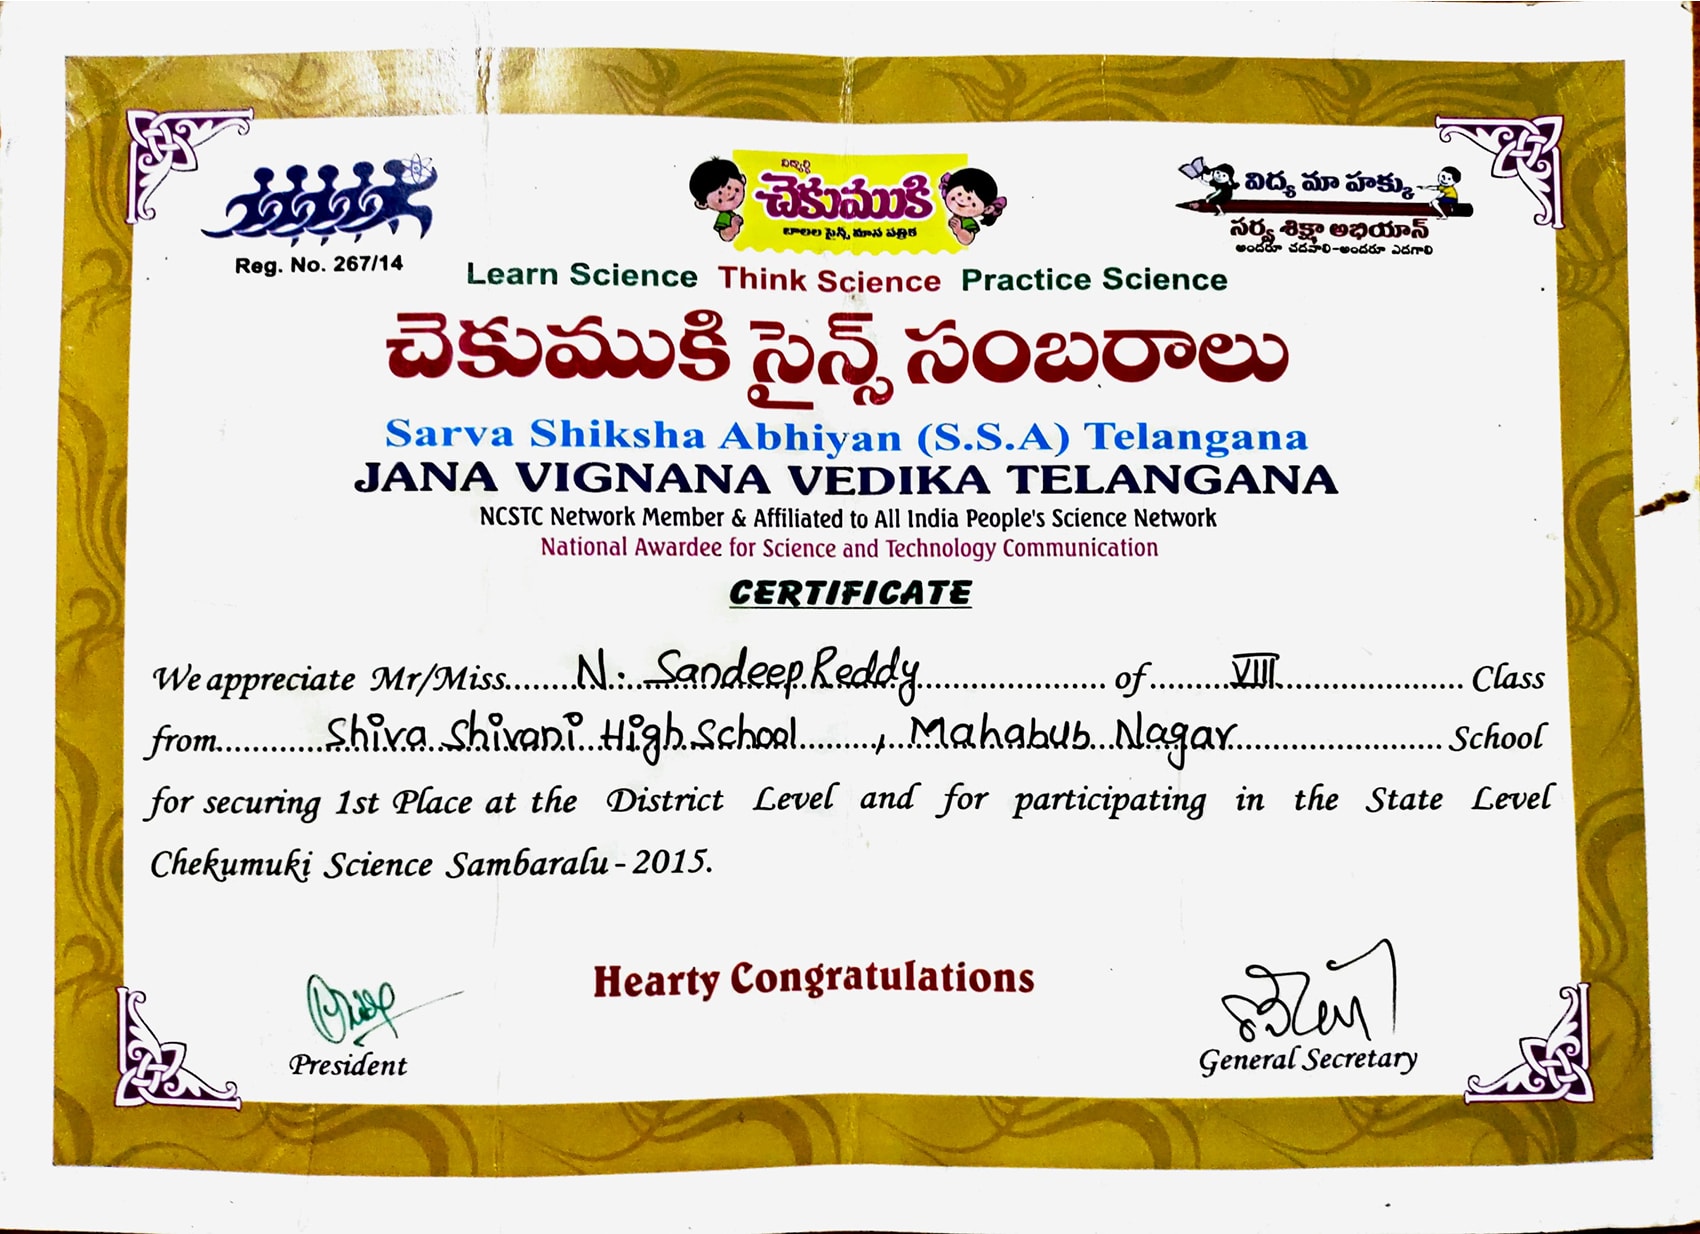 విద్యార్థి
చెకుముకి
బాలల సైన్స్ మాస పత్రిక
విద్య మా హక్కు
సర్వ శిక్షా అభియాన్
అందరూ చదవాలి-అందరూ ఎదగాలి
Reg. No. 267/14
Learn Science Think Science Practice Science
చెకుముకి సైన్స్ సంబరాలు
Sarva Shiksha Abhiyan (S.S.A) Telangana
JANA VIGNANA VEDIKA TELANGANA
NCSTC Network Member & Affiliated to All India People's Science Network
National Awardee for Science and Technology Communication
CERTIFICATE
We appreciate Mr/Miss.......N. Sandeep Reddy....................... of.........VIII....................... Class
from............Shiva Shivani High School........., Mahabub Nagar......................... School
for securing 1st Place at the District Level and for participating in the State Level
Chekumuki Science Sambaralu - 2015.
Hearty Congratulations
President
General Secretary